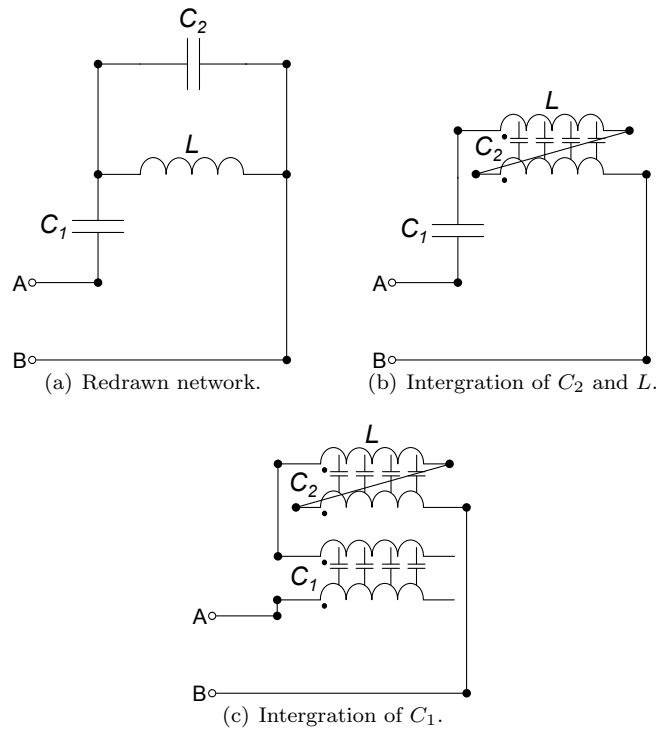 C2
L
C1
A
B
(a) Redrawn network.
L
C2
C1
A
B
(b) Intergration of C2 and L.
L
C2
C1
A
B
(c) Intergration of C1.